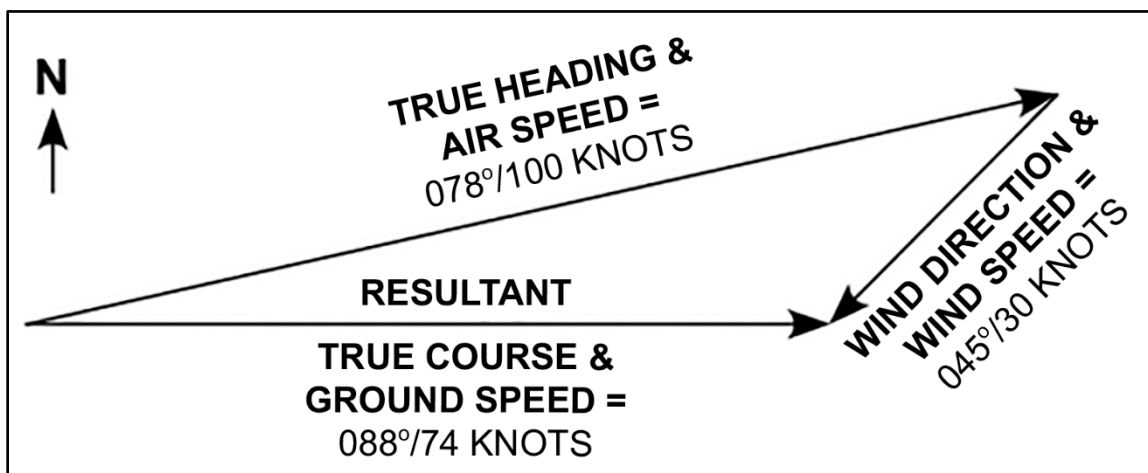 N
TRUE HEADING &
AIR SPEED =
078°/100 KNOTS
RESULTANT
TRUE COURSE &
GROUND SPEED =
088°/74 KNOTS
WIND DIRECTION &
WIND SPEED =
045°/30 KNOTS